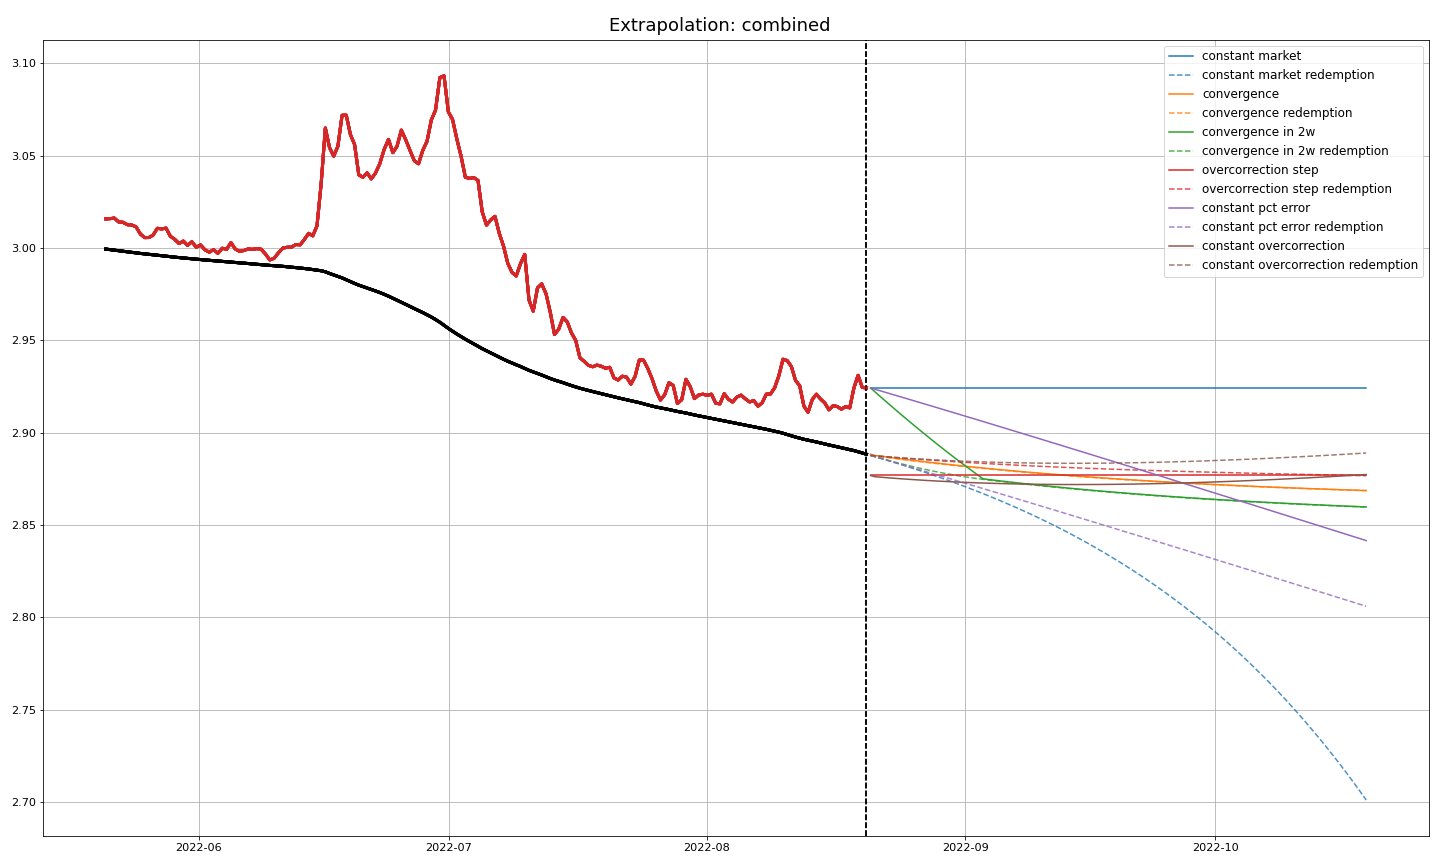 Extrapolation: combined
3.10
3.05
3.00
2.95
2.90
2.85
2.80
2.75
2.70
constant market
constant market redemption
convergence
convergence redemption
convergence in 2w
convergence in 2w redemption
overcorrection step
overcorrection step redemption
constant pct error
constant pct error redemption
constant overcorrection
constant overcorrection redemption
2022-06
2022-07
2022-08
2022-09
2022-10